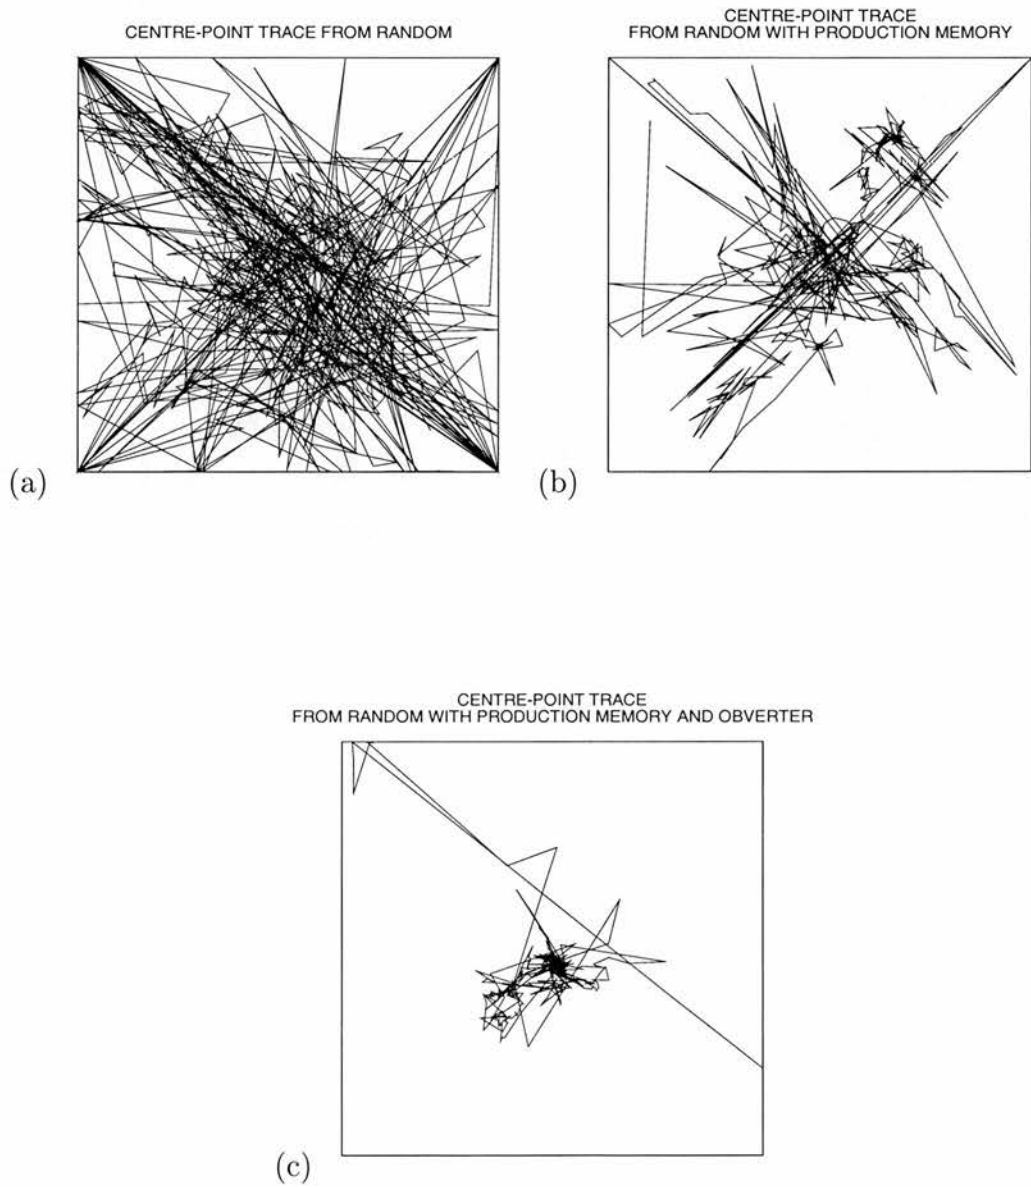 CENTRE-POINT TRACE FROM RANDOM
(a)
CENTRE-POINT TRACE
FROM RANDOM WITH PRODUCTION MEMORY
(b)
CENTRE-POINT TRACE
FROM RANDOM WITH PRODUCTION MEMORY AND OBVERTER
(c)